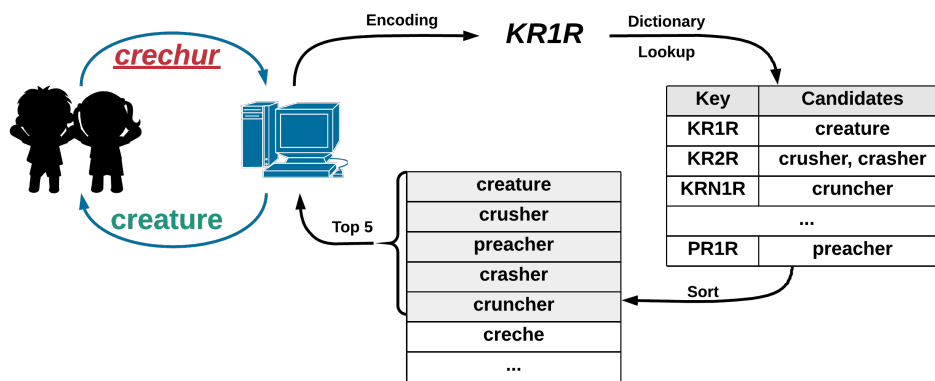 crechur
Encoding
KR1R
Dictionary
Lookup
Key Candidates
KR1R creature
KR2R crusher, crasher
KRN1R cruncher
...
PR1R preacher
Sort
creature
crusher
preacher
crasher
cruncher
creche
...
Top 5
creature